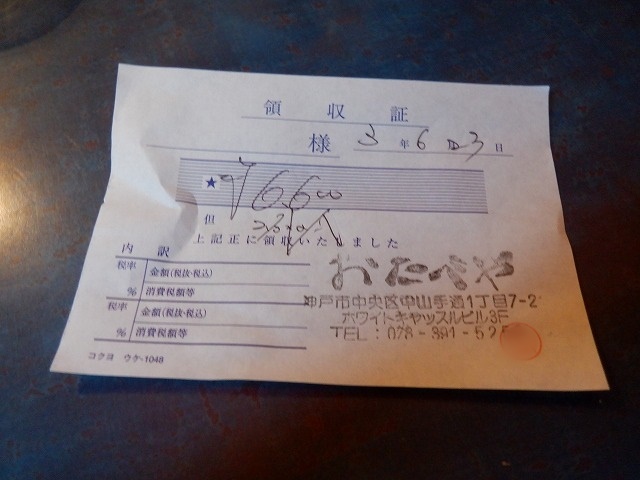 領収証
様 3年6月23日
★ ¥6,600
但
上記正に領収いたしました
内訳
税率 金額(税抜・税込)
% 消費税額等
税率 金額(税抜・税込)
% 消費税額等
コクヨ ウケ-1048
おたべや
神戸市中央区中山手通1丁目7-2
ホワイトキャッスルビル3F
TEL:078-391-52